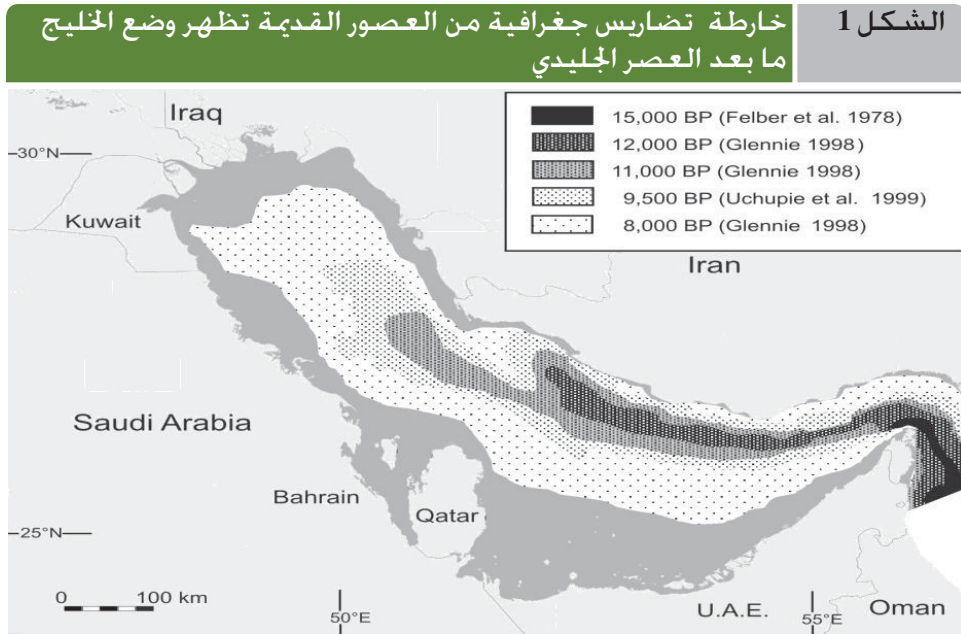 الشكل 1
خارطة تضاريس جغرافية من العصور القديمة تظهر وضع الخليج
ما بعد العصر الجليدي
Iraq
30°N
Kuwait
15,000 BP (Felber et al. 1978)
12,000 BP (Glennie 1998)
11,000 BP (Glennie 1998)
9,500 BP (Uchupie et al. 1999)
8,000 BP (Glennie 1998)
Iran
Saudi Arabia
Bahrain
Qatar
25°N
0 100 km
50°E
U.A.E.
55°E
Oman